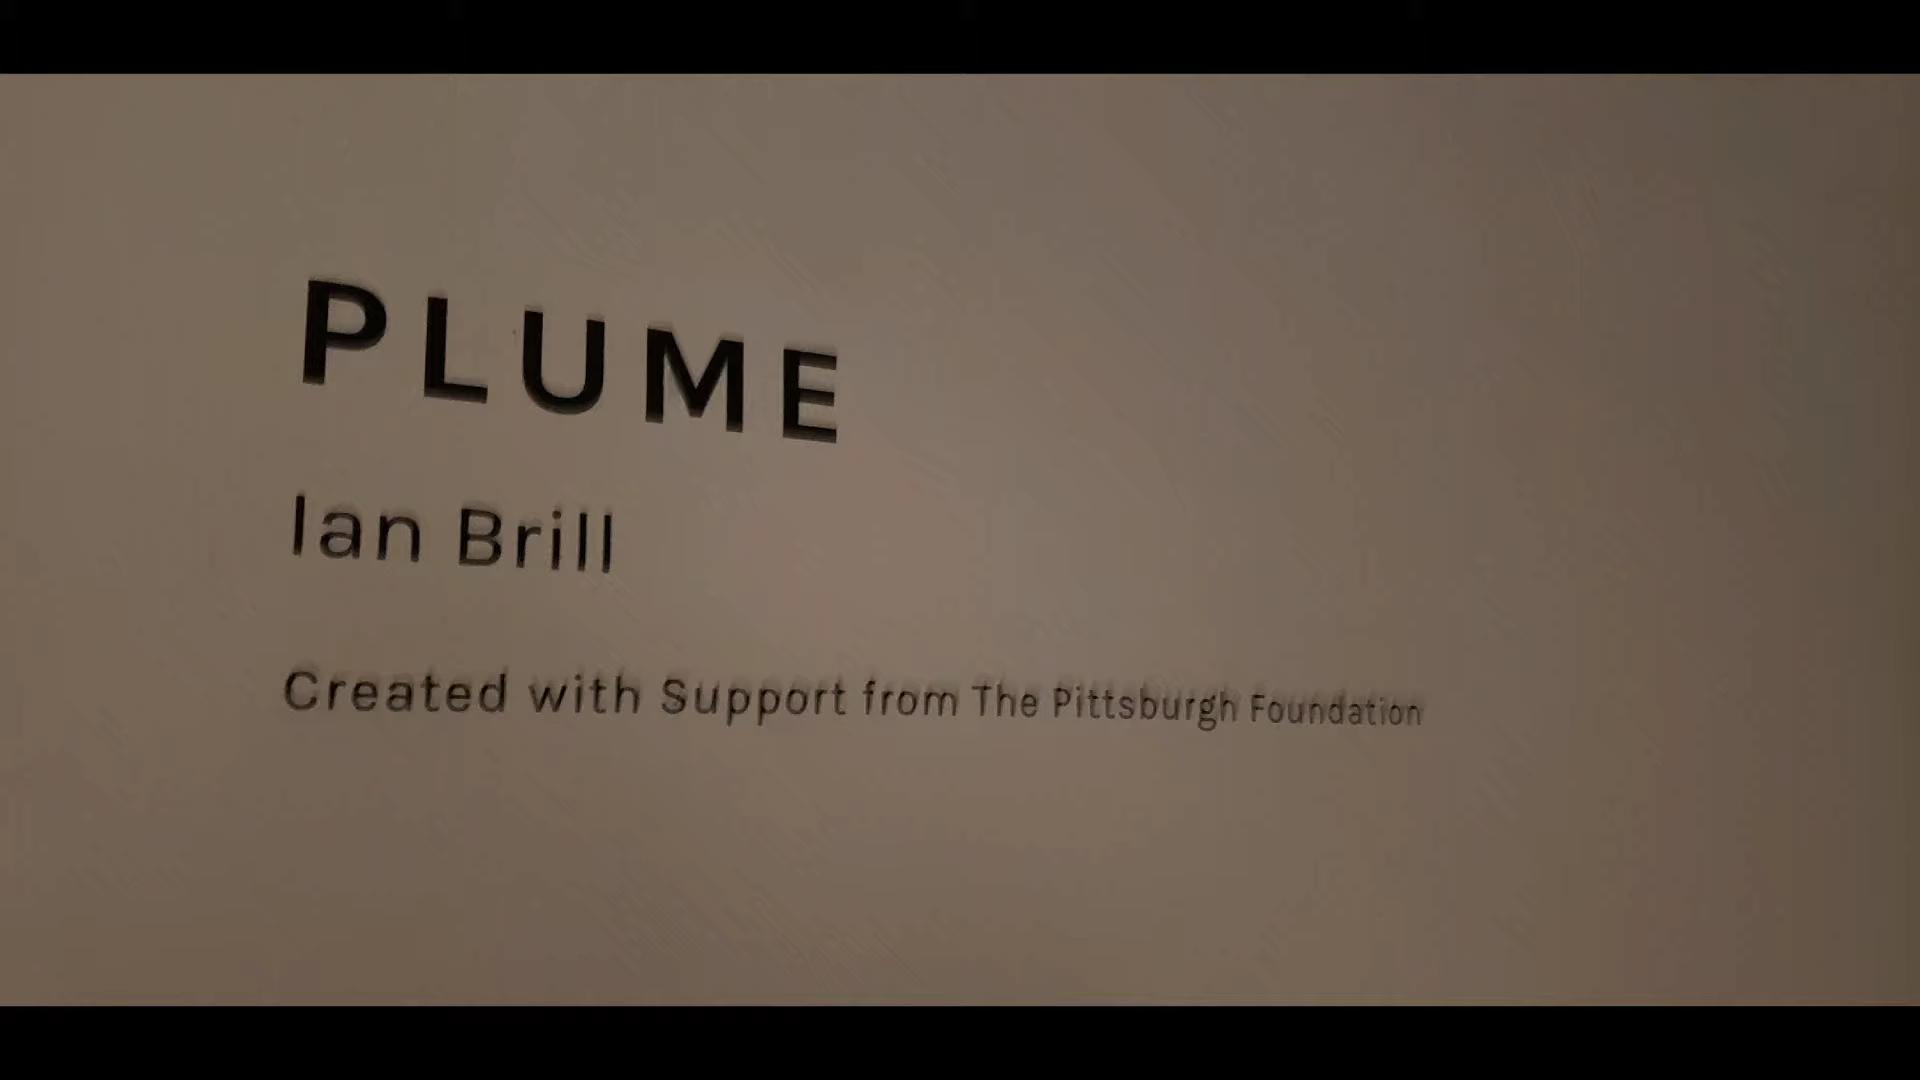 PLUME
Ian Brill
Created with Support from The Pittsburgh Foundation